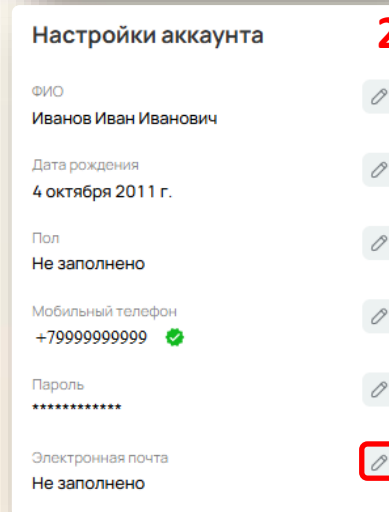 Настройки аккаунта
2
ФИО
Иванов Иван Иванович
Дата рождения
4 октября 2011 г.
Пол
Не заполнено
Мобильный телефон
+79999999999
Пароль
************
Электронная почта
Не заполнено